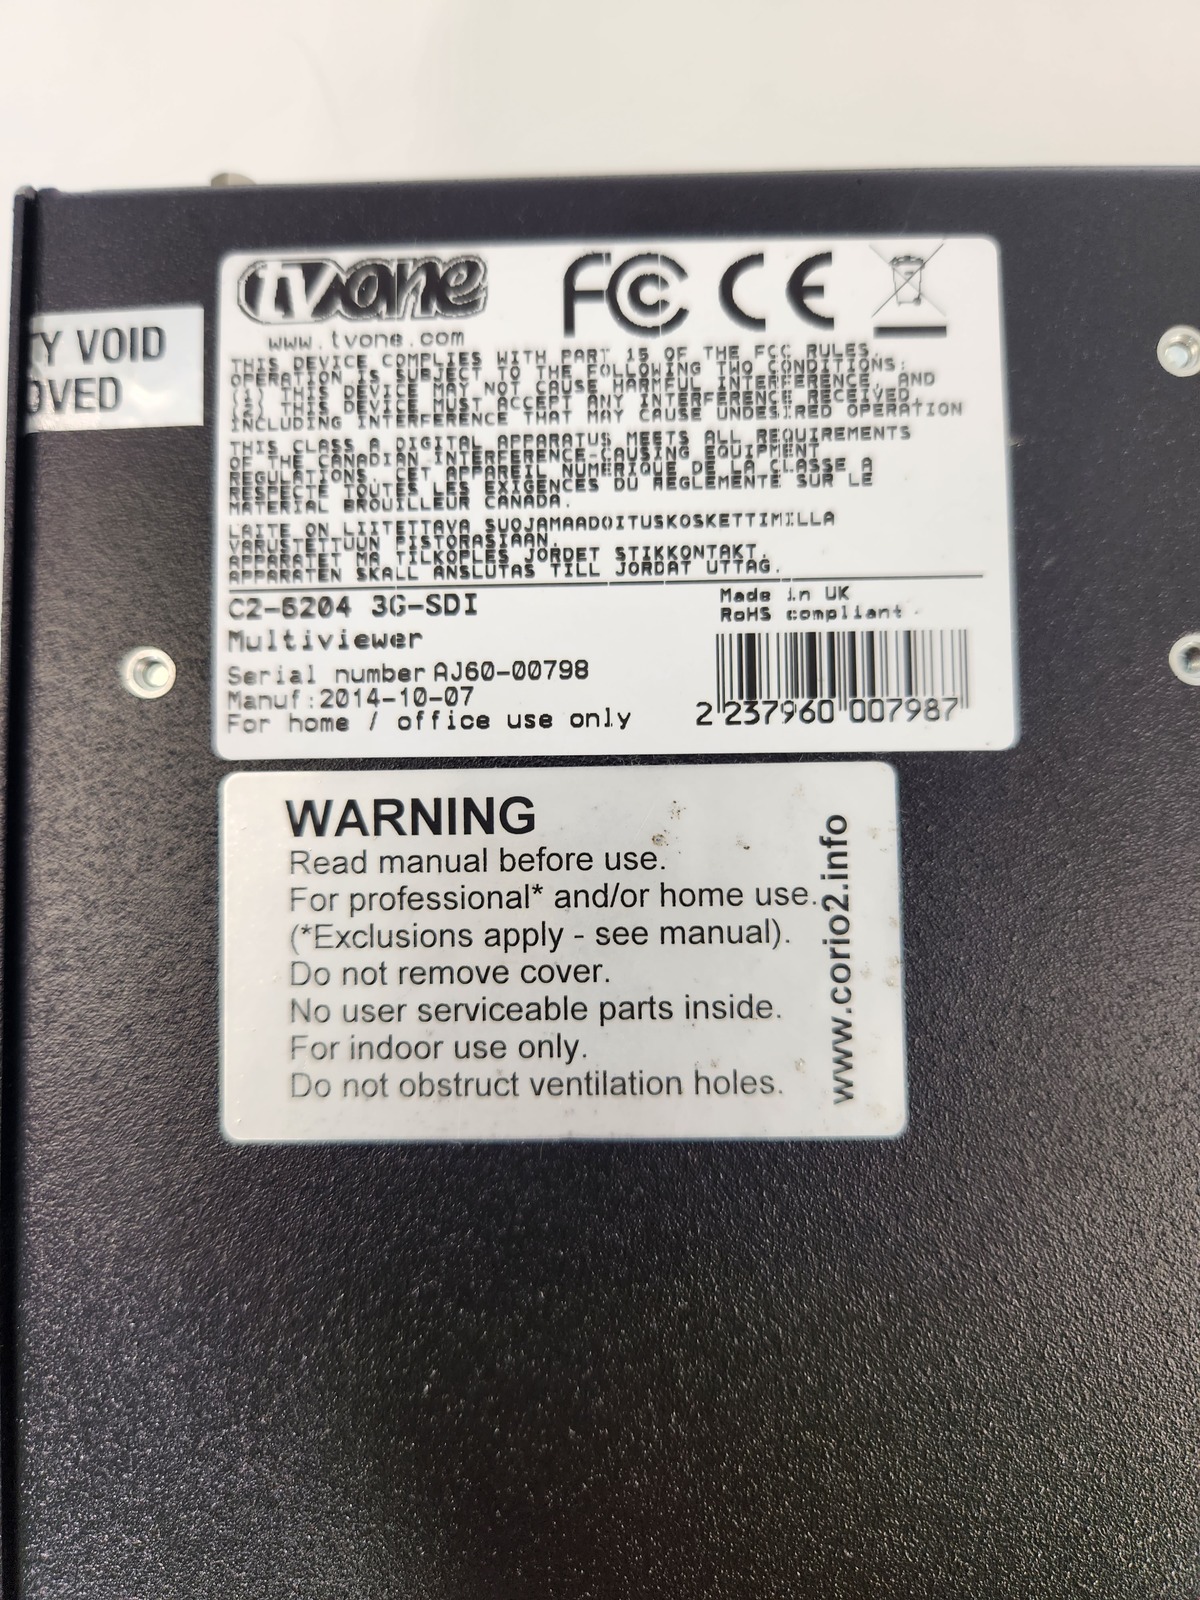 TY VOID
OVED
tvone
FC CE
www.tvone.com
THIS DEVICE COMPLIES WITH PART 15 OF THE FCC RULES.
OPERATION IS SUBJECT TO THE FOLLOWING TWO CONDITIONS:
(1) THIS DEVICE MAY NOT CAUSE HARMFUL INTERFERENCE, AND
(2) THIS DEVICE MUST ACCEPT ANY INTERFERENCE RECEIVED,
INCLUDING INTERFERENCE THAT MAY CAUSE UNDESIRED OPERATION
THIS CLASS A DIGITAL APPARATUS MEETS ALL REQUIREMENTS
OF THE CANADIAN INTERFERENCE-CAUSING EQUIPMENT
REGULATIONS. CET APPAREIL NUMERIQUE DE LA CLASSE A
RESPECTE TOUTES LES EXIGENCES DU REGLEMENTE SUR LE
MATERIAL BROUILLEUR CANADA.
LAITE ON LIITETTAVA SUOJAMAADOITUSKOSKETTIMILLA
VARUSTETTUUN PISTORASIAAN.
APPARATET MA TILKOPLES JORDET STIKKONTAKT.
APPARATEN SKALL ANSLUTAS TILL JORDAT UTTAG.
C2-6204 3G-SDI
Multiviewer
Serial number AJ60-00798
Manuf:2014-10-07
For home / office use only
Made in UK
RoHS compliant
2 237960 007987
WARNING
Read manual before use.
For professional* and/or home use.
(*Exclusions apply - see manual).
Do not remove cover.
No user serviceable parts inside.
For indoor use only.
Do not obstruct ventilation holes.
www.corio2.info